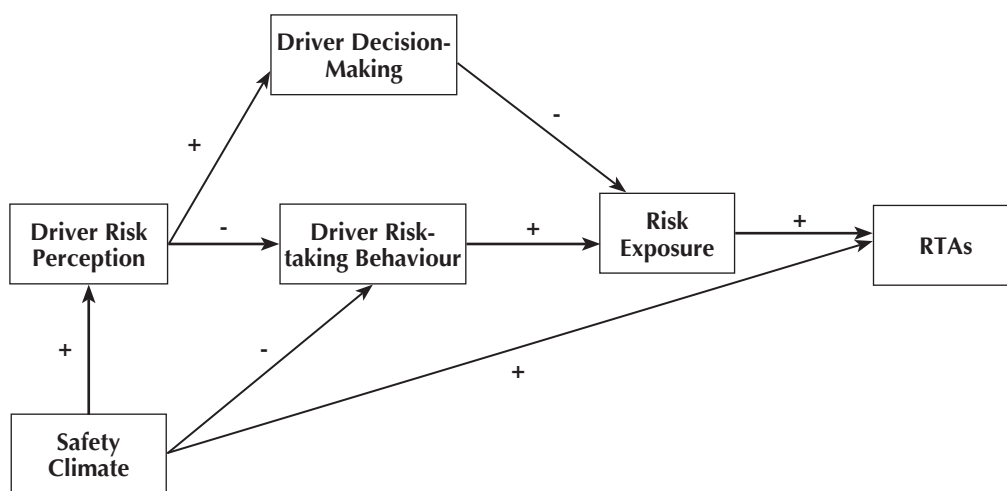 Driver Decision-
Making
-
+
Driver Risk
Perception
-
Driver Risk-
taking Behaviour
+
Risk
Exposure
+
RTAs
+
-
+
Safety
Climate